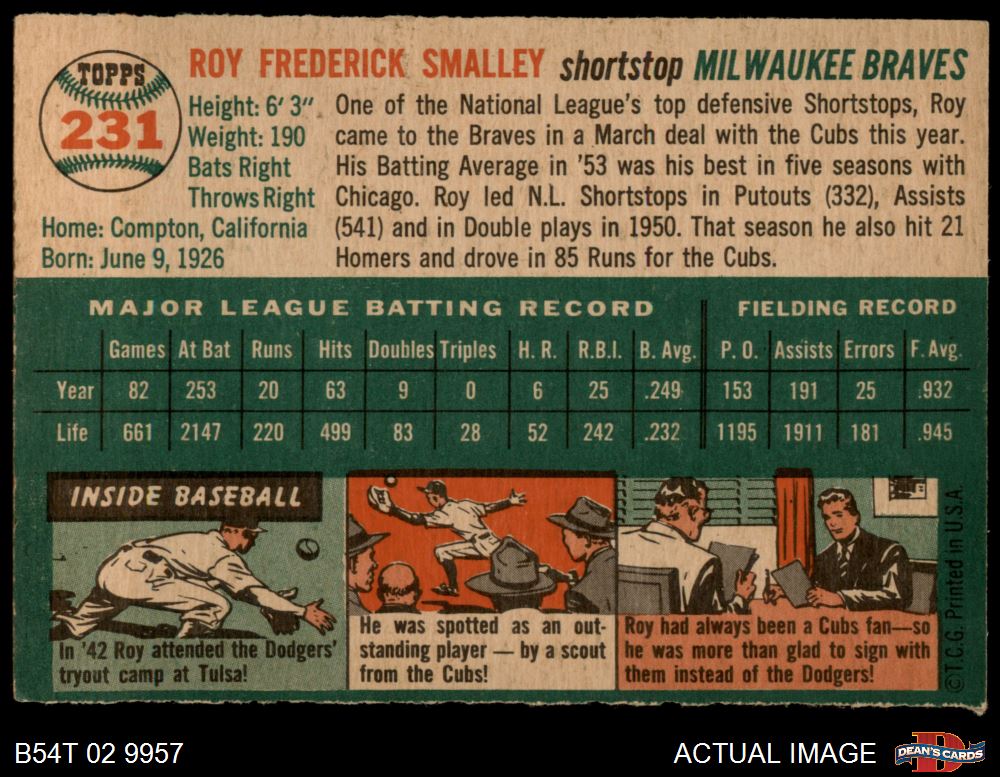 TOPPS
231
ROY FREDERICK SMALLEY shortstop MILWAUKEE BRAVES
Height: 6' 3"
Weight: 190
Bats Right
Throws Right
Home: Compton, California
Born: June 9, 1926
One of the National League's top defensive Shortstops, Roy
came to the Braves in a March deal with the Cubs this year.
His Batting Average in '53 was his best in five seasons with
Chicago. Roy led N.L. Shortstops in Putouts (332), Assists
(541) and in Double plays in 1950. That season he also hit 21
Homers and drove in 85 Runs for the Cubs.
MAJOR LEAGUE BATTING RECORD FIELDING RECORD
Games At Bat Runs Hits Doubles Triples H. R. R.B.I. B. Avg. P. O. Assists Errors F. Avg.
Year 82 253 20 63 9 0 6 25 .249 153 191 25 .932
Life 661 2147 220 499 83 28 52 242 .232 1195 1911 181 .945
INSIDE BASEBALL
In '42 Roy attended the Dodgers'
tryout camp at Tulsa!
He was spotted as an out-
standing player — by a scout
from the Cubs!
Roy had always been a Cubs fan—so
he was more than glad to sign with
them instead of the Dodgers!
© T.C.G. Printed in U.S.A.
B54T 02 9957
ACTUAL IMAGE
DEAN'S CARDS